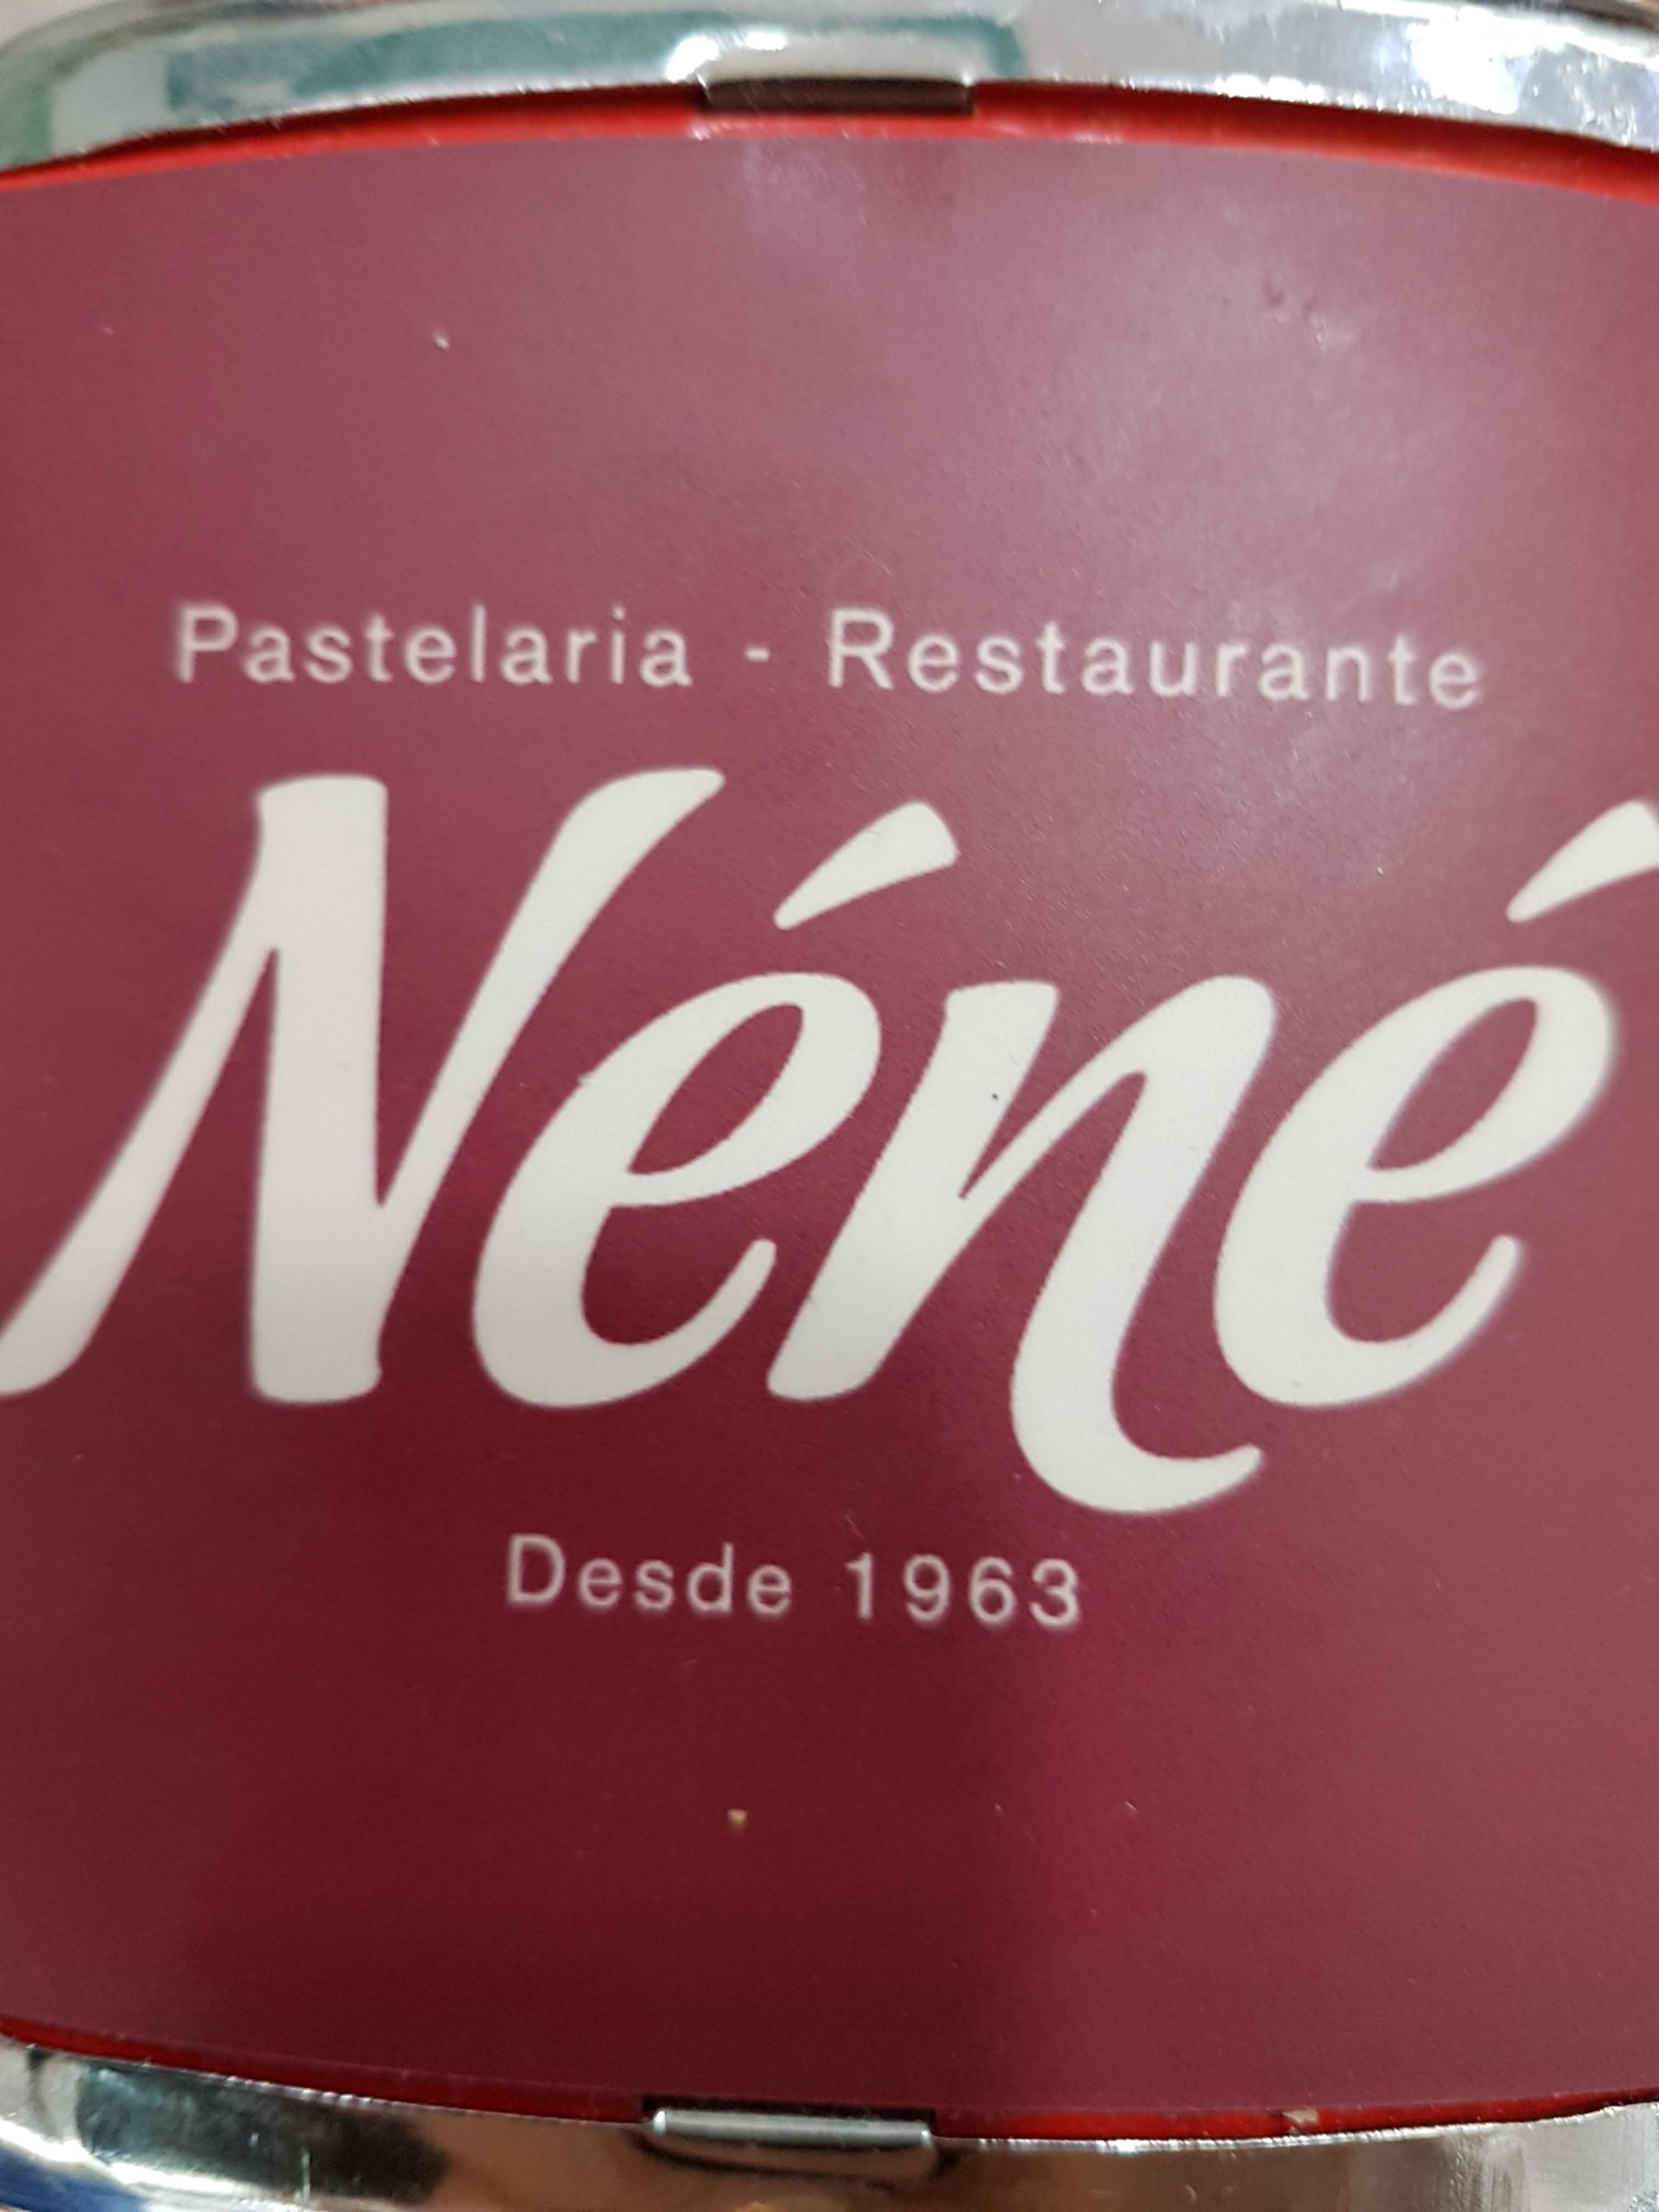 Pastelaria - Restaurante
Néné
Desde 1963